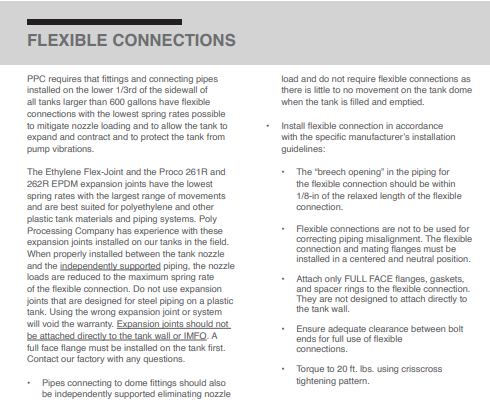 FLEXIBLE CONNECTIONS
PPC requires that fittings and connecting pipes
installed on the lower 1/3rd of the sidewall of
all tanks larger than 600 gallons have flexible
connections with the lowest spring rates possible
to mitigate nozzle loading and to allow the tank to
expand and contract and to protect the tank from
pump vibrations.
The Ethylene Flex-Joint and the Proco 261R and
262R EPDM expansion joints have the lowest
spring rates with the largest range of movements
and are best suited for polyethylene and other
plastic tank materials and piping systems. Poly
Processing Company has experience with these
expansion joints installed on our tanks in the field.
When properly installed between the tank nozzle
and the independently supported piping, the nozzle
loads are reduced to the maximum spring rate
of the flexible connection. Do not use expansion
joints that are designed for steel piping on a plastic
tank. Using the wrong expansion joint or system
will void the warranty. Expansion joints should not
be attached directly to the tank wall or IMFO. A
full face flange must be installed on the tank first.
Contact our factory with any questions.
• Pipes connecting to dome fittings should also
be independently supported eliminating nozzle
load and do not require flexible connections as
there is little to no movement on the tank dome
when the tank is filled and emptied.
• Install flexible connection in accordance
with the specific manufacturer's installation
guidelines:
• The "breech opening" in the piping for
the flexible connection should be within
1/8-in of the relaxed length of the flexible
connection.
• Flexible connections are not to be used for
correcting piping misalignment. The flexible
connection and mating flanges must be
installed in a centered and neutral position.
• Attach only FULL FACE flanges, gaskets,
and spacer rings to the flexible connection.
They are not designed to attach directly to
the tank wall.
• Ensure adequate clearance between bolt
ends for full use of flexible
connections.
• Torque to 20 ft. lbs. using crisscross
tightening pattern.